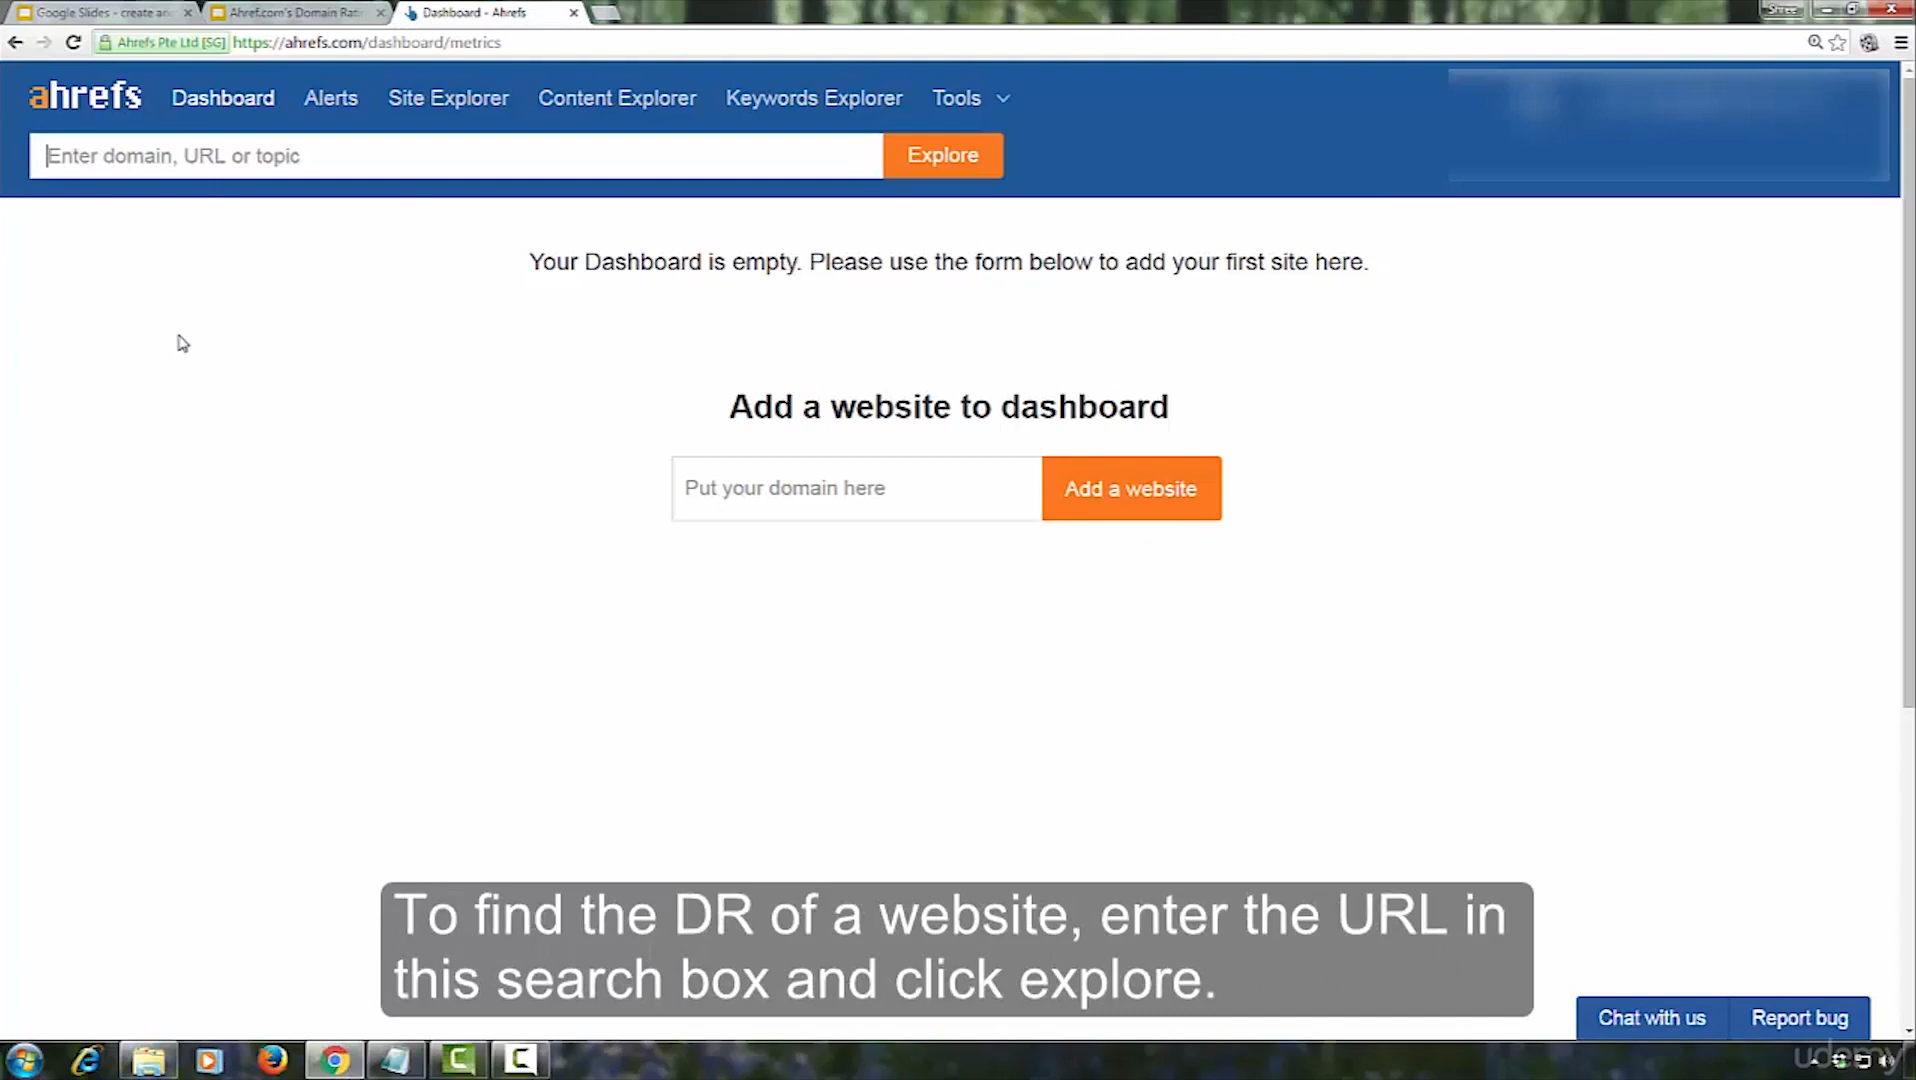 Google Slides - create an
Ahref.com's Domain Rat
Dashboard - Ahrefs
Shree
Ahrefs Pte Ltd [SG]
https://ahrefs.com/dashboard/metrics
ahrefs
Dashboard
Alerts
Site Explorer
Content Explorer
Keywords Explorer
Tools
Enter domain, URL or topic
Explore
Your Dashboard is empty. Please use the form below to add your first site here.
Add a website to dashboard
Put your domain here
Add a website
To find the DR of a website, enter the URL in
this search box and click explore.
Chat with us
Report bug
udemy